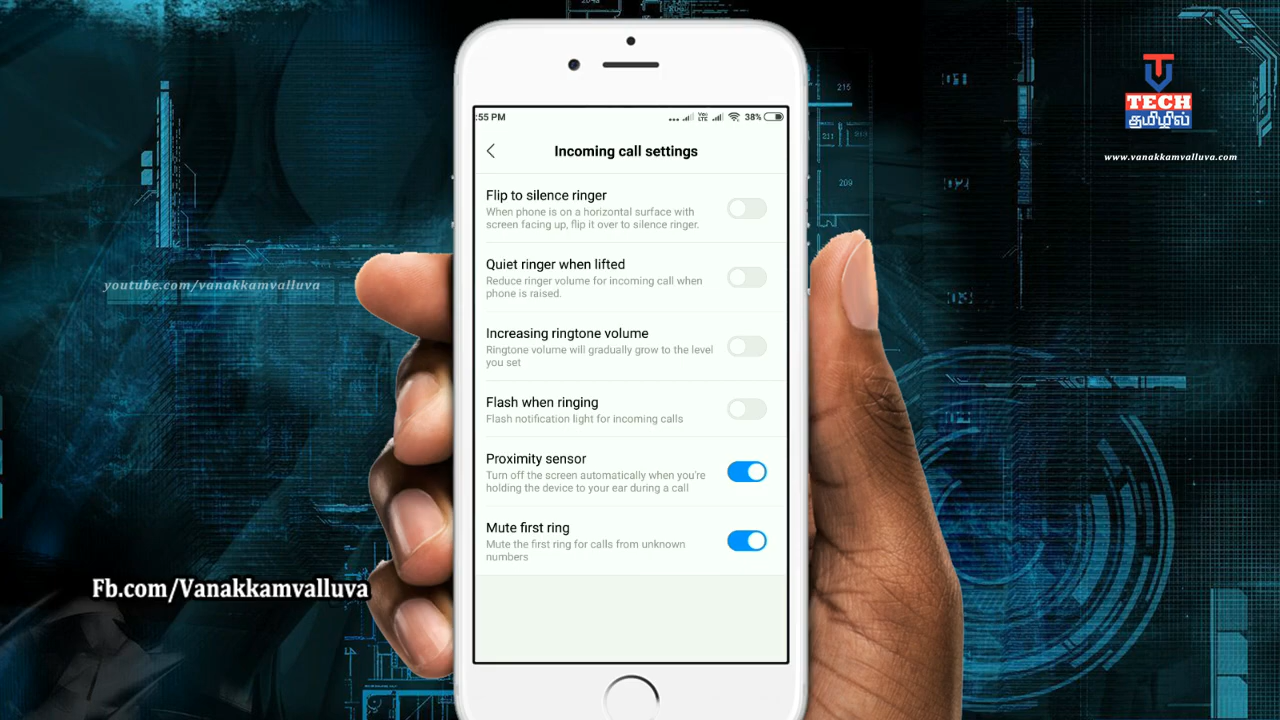 :55 PM
VoLTE
38%
Incoming call settings
Flip to silence ringer
When phone is on a horizontal surface with
screen facing up, flip it over to silence ringer.
Quiet ringer when lifted
Reduce ringer volume for incoming call when
phone is raised.
Increasing ringtone volume
Ringtone volume will gradually grow to the level
you set
Flash when ringing
Flash notification light for incoming calls
Proximity sensor
Turn off the screen automatically when you're
holding the device to your ear during a call
Mute first ring
Mute the first ring for calls from unknown
numbers
TECH
தமிழில்
www.vanakkamvalluva.com
youtube.com/vanakkamvalluva
Fb.com/Vanakkamvalluva
215
211
209